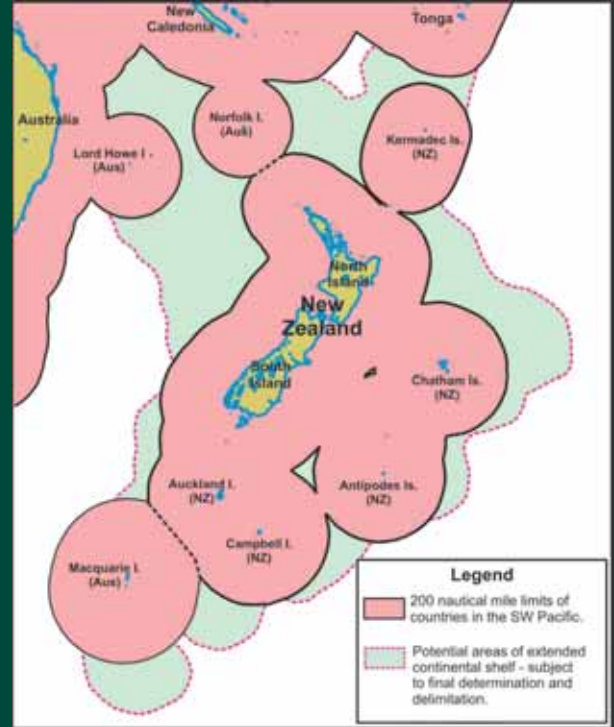 New
Caledonia
Tonga
Australia
Norfolk I.
(Aus)
Kermadec Is.
(NZ)
Lord Howe I
(Aus)
North
Island
New
Zealand
South
Island
Chatham Is.
(NZ)
Auckland I.
(NZ)
Antipodes Is.
(NZ)
Campbell I.
(NZ)
Macquarie I.
(Aus)
Legend
200 nautical mile limits of
countries in the SW Pacific.
Potential areas of extended
continental shelf - subject
to final determination and
delimitation.